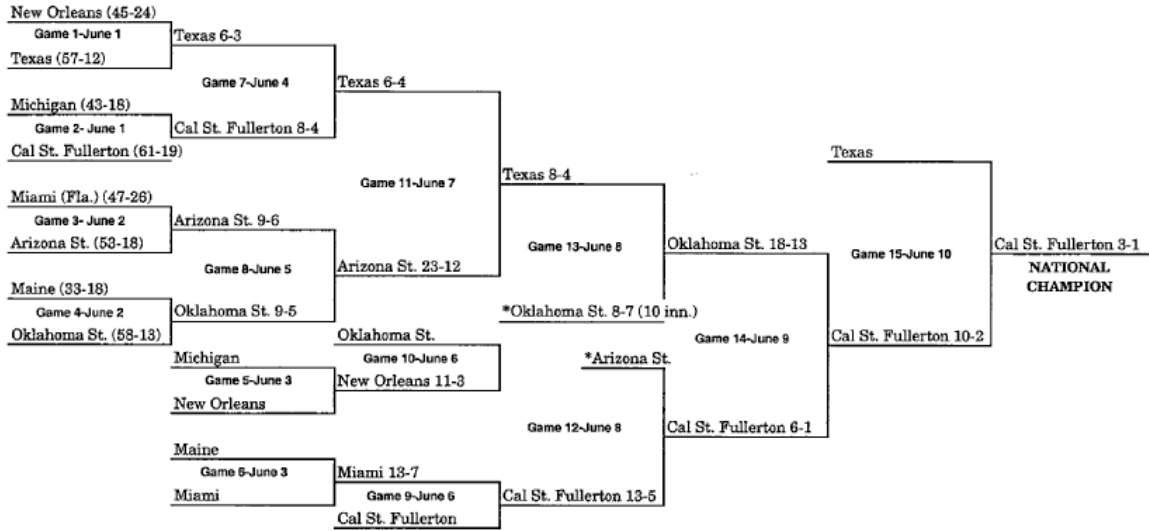 New Orleans (45-24)
Game 1-June 1
Texas (57-12)
Texas 6-3
Game 7-June 4
Michigan (43-18)
Game 2- June 1
Cal St. Fullerton (61-19)
Cal St. Fullerton 8-4
Texas 6-4
Game 11-June 7
Miami (Fla.) (47-26)
Game 3- June 2
Arizona St. (53-18)
Arizona St. 9-6
Game 8-June 5
Maine (33-18)
Game 4-June 2
Oklahoma St. (58-13)
Oklahoma St. 9-5
Arizona St. 23-12
Texas 8-4
Game 13-June 8
*Oklahoma St. 8-7 (10 inn.)
Oklahoma St. 18-13
Michigan
Game 5-June 3
New Orleans
Oklahoma St.
Game 10-June 6
New Orleans 11-3
Maine
Game 6-June 3
Miami
Miami 13-7
Game 9-June 6
Cal St. Fullerton
Cal St. Fullerton 13-5
*Arizona St.
Game 12-June 8
Cal St. Fullerton 6-1
Game 14-June 9
Cal St. Fullerton 10-2
Texas
Game 15-June 10
Cal St. Fullerton 3-1
NATIONAL
CHAMPION